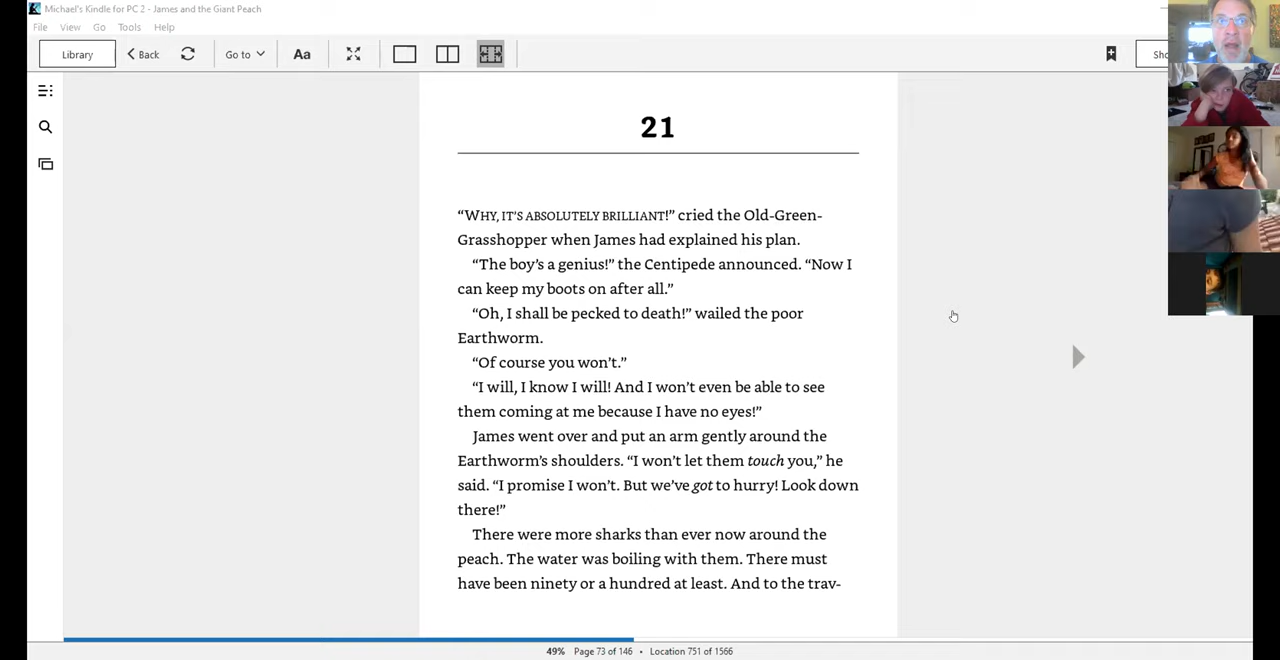 Michael's Kindle for PC 2 - James and the Giant Peach
File View Go Tools Help
Library Back Go to Aa Sho
21
“WHY, IT’S ABSOLUTELY BRILLIANT!” cried the Old-Green-
Grasshopper when James had explained his plan.
“The boy’s a genius!” the Centipede announced. “Now I
can keep my boots on after all.”
“Oh, I shall be pecked to death!” wailed the poor
Earthworm.
“Of course you won’t.”
“I will, I know I will! And I won’t even be able to see
them coming at me because I have no eyes!”
James went over and put an arm gently around the
Earthworm’s shoulders. “I won’t let them touch you,” he
said. “I promise I won’t. But we’ve got to hurry! Look down
there!”
There were more sharks than ever now around the
peach. The water was boiling with them. There must
have been ninety or a hundred at least. And to the trav-
49% Page 73 of 146 • Location 751 of 1566